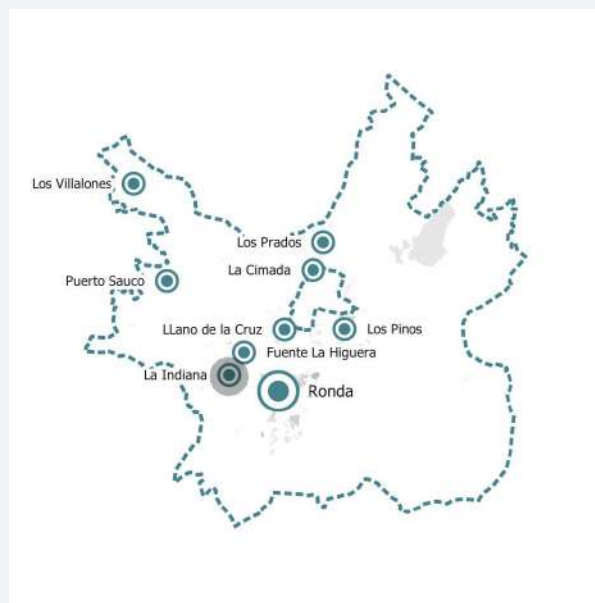 Los Villalones
Los Prados
La Cimada
Puerto Sauco
LLano de la Cruz
Los Pinos
Fuente La Higuera
La Indiana
Ronda